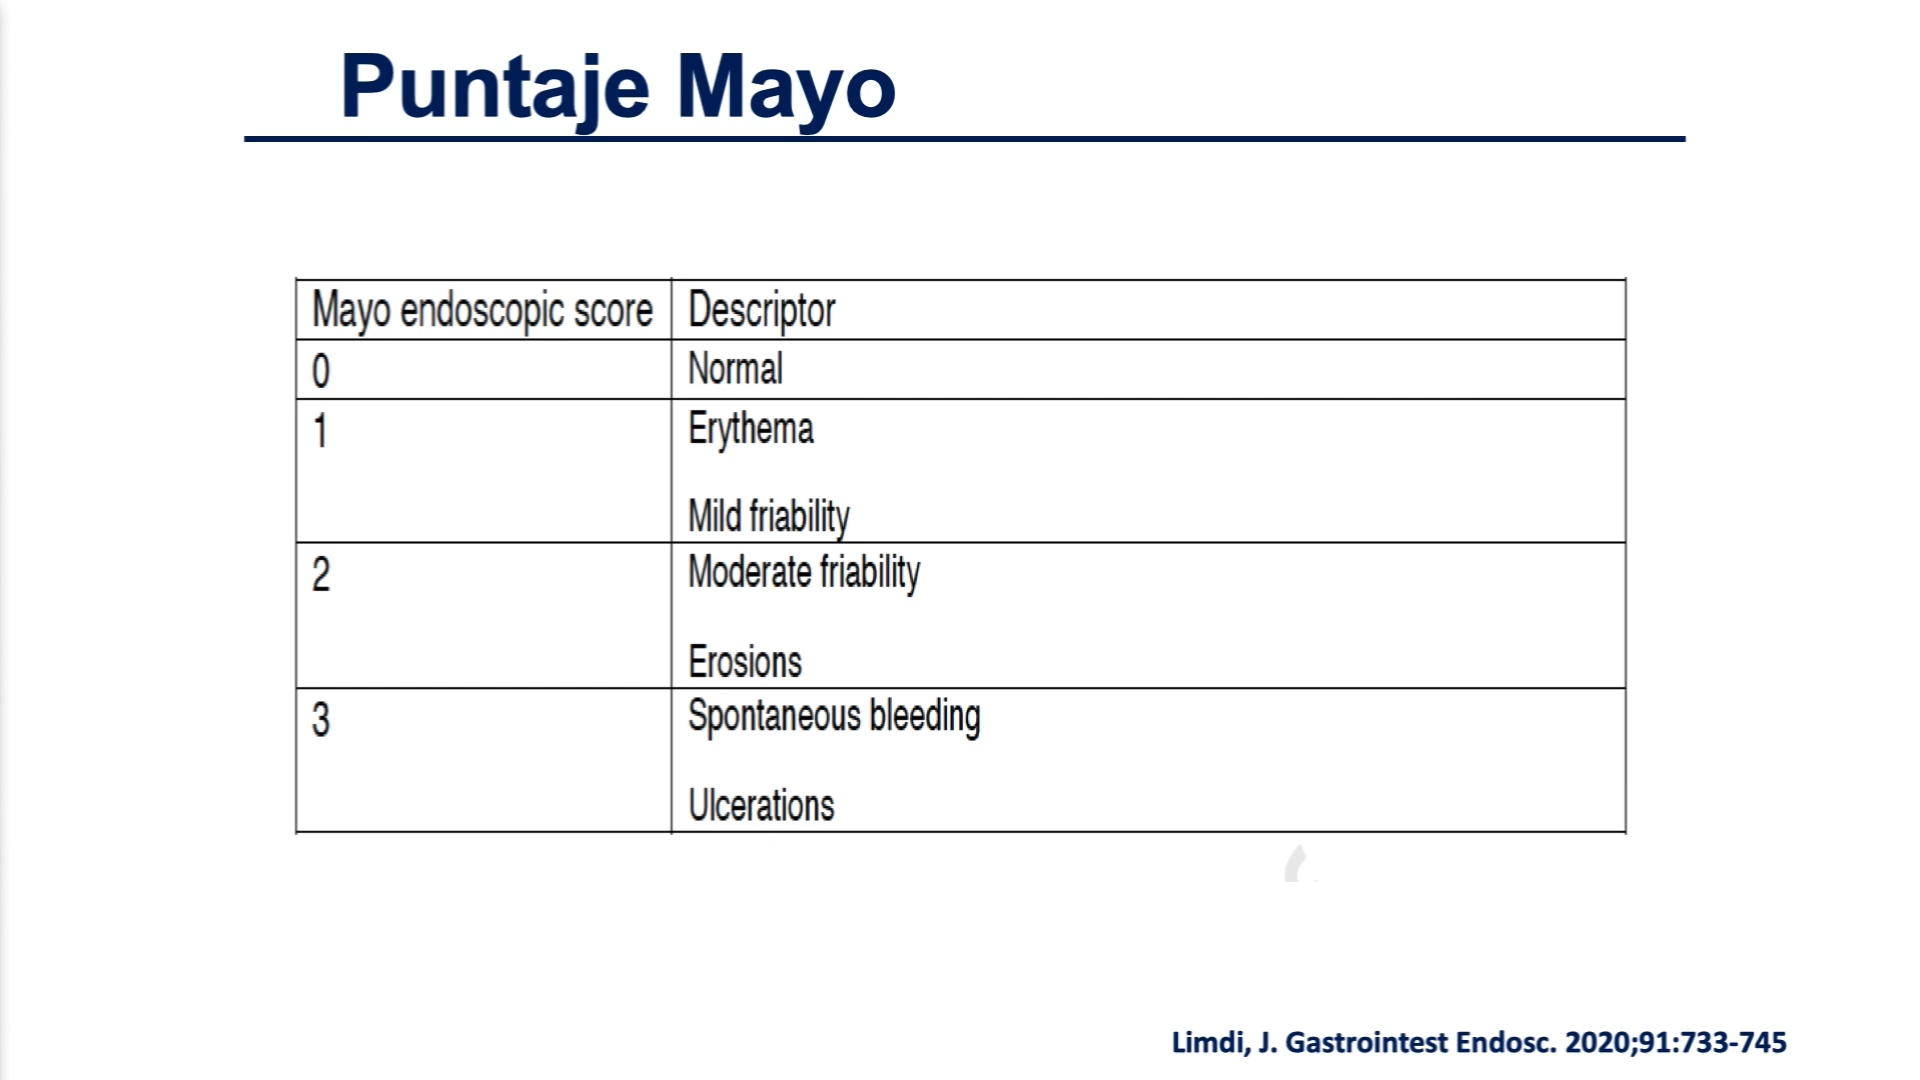 Puntaje Mayo
Mayo endoscopic score Descriptor
0 Normal
1 Erythema
Mild friability
2 Moderate friability
Erosions
3 Spontaneous bleeding
Ulcerations
Limdi, J. Gastrointest Endosc. 2020;91:733-745